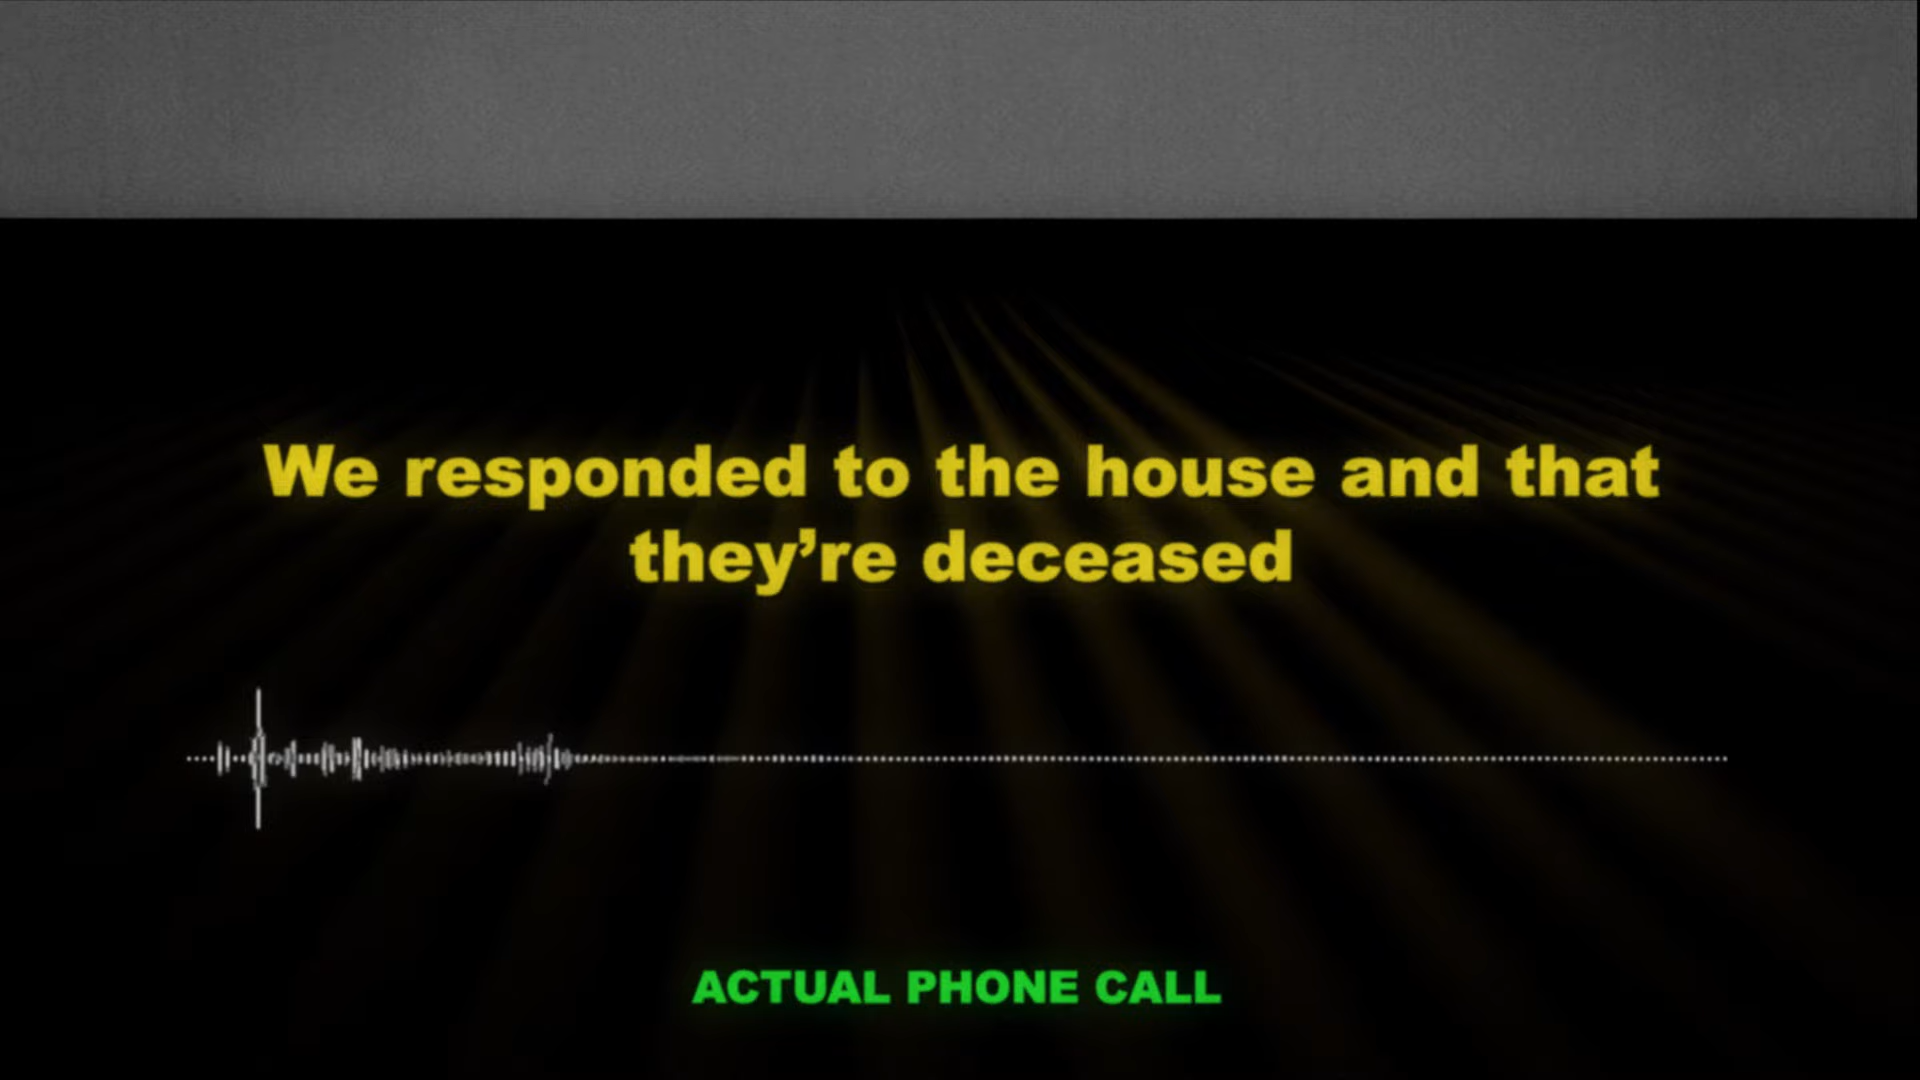 We responded to the house and that
they’re deceased
ACTUAL PHONE CALL